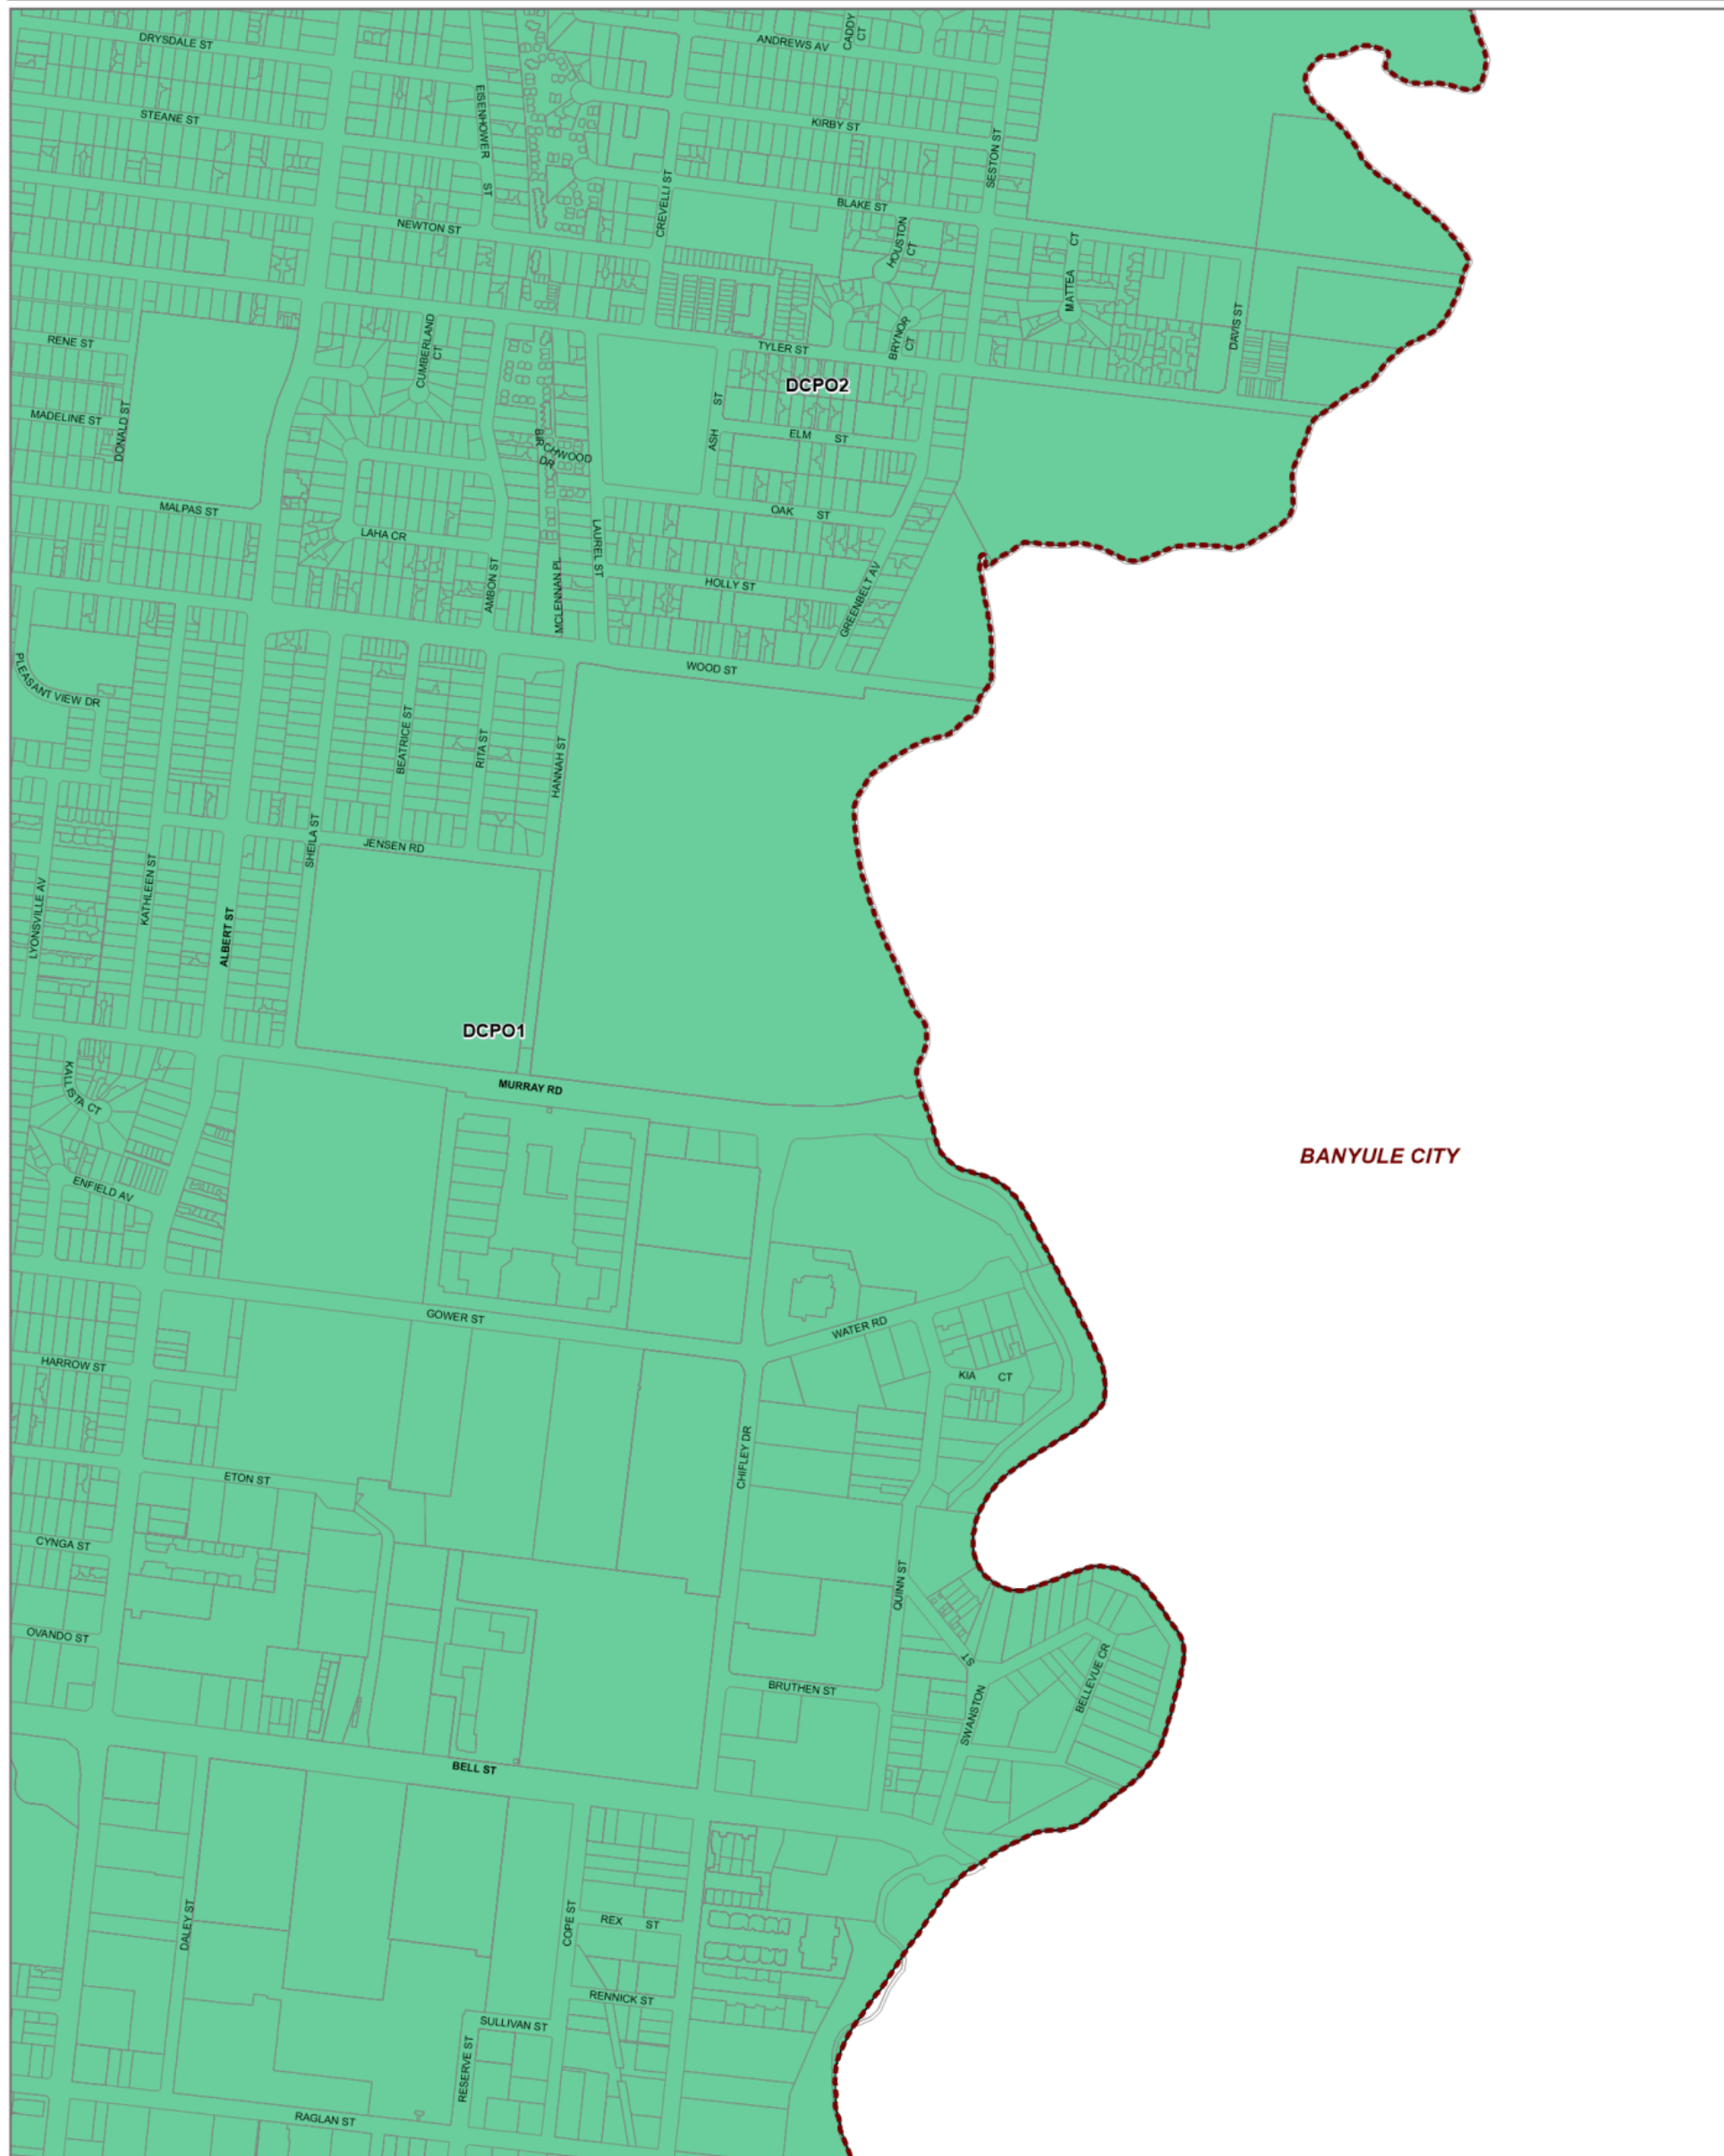 DRYSDALE ST
ANDREWS AV
CADDY
CT
STEANE ST
EISENHOWER
ST
KIRBY ST
SESTON ST
CREVELLI ST
BLAKE ST
NEWTON ST
HOUSTON
CT
MATTEA
CT
RENE ST
CUMBERLAND
CT
TYLER ST
BRYNOR
CT
DAVIS ST
DCPO2
MADELINE ST
DONALD ST
ASH
ST
ELM ST
BIRCHWOOD
DR
MALPAS ST
OAK ST
LAHA CR
LAUREL ST
AMBON ST
MCLENNAN PL
HOLLY ST
GREENBELT AV
PLEASANT VIEW DR
WOOD ST
BEATRICE ST
RITA ST
HANNAH ST
SHEILA ST
JENSEN RD
LYONSVILLE AV
KATHLEEN ST
ALBERT ST
DCPO1
KALLISTA CT
MURRAY RD
BANYULE CITY
ENFIELD AV
GOWER ST
WATER RD
HARROW ST
KIA CT
CHIFLEY DR
ETON ST
CYNGA ST
QUINN ST
OVANDO ST
SWANSTON
ST
BELLEVUE CR
BRUTHEN ST
BELL ST
DALEY ST
COPE ST
REX ST
RENNICK ST
SULLIVAN ST
RESERVE ST
RAGLAN ST